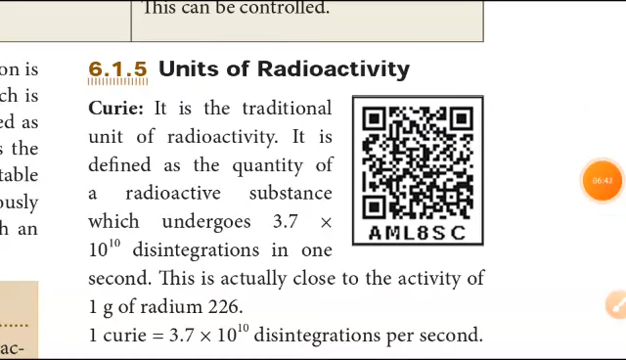 This can be controlled.
on is
ch is
ed as
s the
table
ously
h an
ac-
6.1.5 Units of Radioactivity
Curie: It is the traditional
unit of radioactivity. It is
defined as the quantity of
a radioactive substance
which undergoes 3.7 ×
10¹⁰ disintegrations in one
second. This is actually close to the activity of
1 g of radium 226.
1 curie = 3.7 × 10¹⁰ disintegrations per second.
AML8SC
06:43